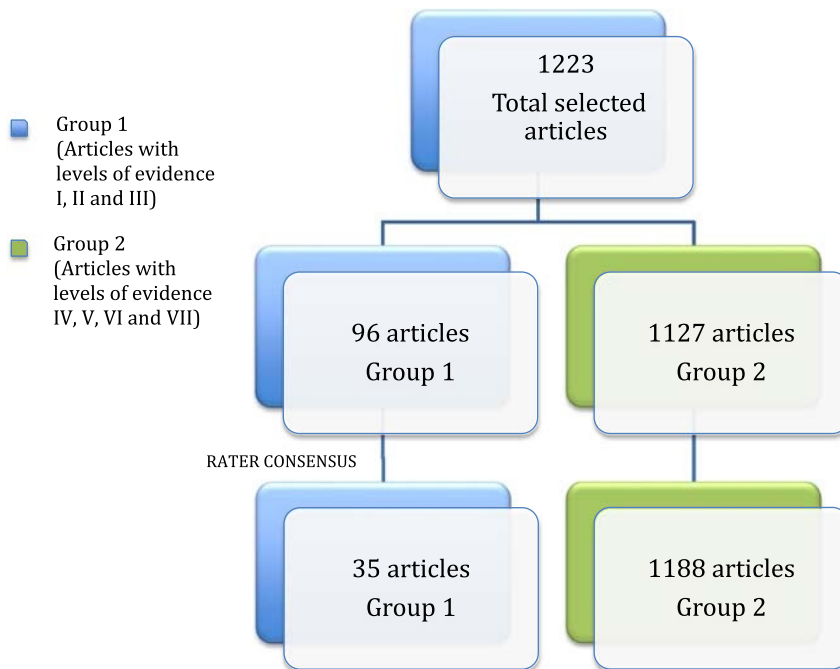 1223
Total selected
articles
Group 1
(Articles with
levels of evidence
I, II and III)
Group 2
(Articles with
levels of evidence
IV, V, VI and VII)
96 articles
Group 1
1127 articles
Group 2
RATER CONSENSUS
35 articles
Group 1
1188 articles
Group 2